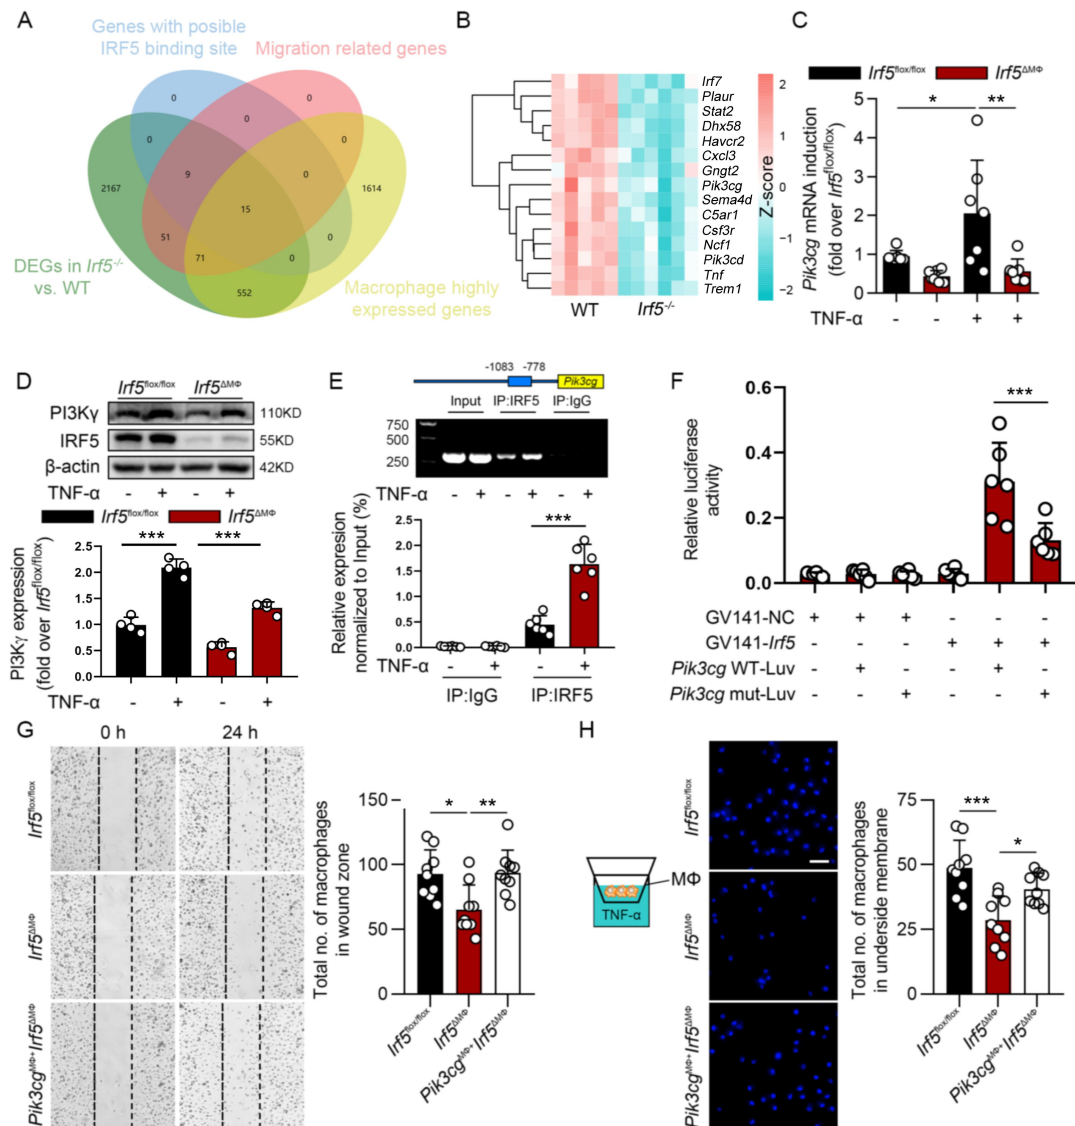 A
Genes with posible
IRF5 binding site
Migration related genes
0
0
0
0
0
2167
9
0
1614
15
51
71
0
0
552
DEGs in Irf5-/-
vs. WT
Macrophage highly
expressed genes
B
Irf7
Plaur
Stat2
Dhx58
Havcr2
Cxcl3
Gngt2
Pik3cg
Sema4d
C5ar1
Csf3r
Ncf1
Pik3cd
Tnf
Trem1
WT
Irf5-/-
2
1
0
−1
−2
Z-score
C
Irf5flox/flox
Irf5ΔMΦ
Pik3cg mRNA induction
(fold over Irf5flox/flox)
5
4
3
2
1
0
*
**
TNF-α
- - + +
D
Irf5flox/flox Irf5ΔMΦ
PI3Kγ 110KD
IRF5 55KD
β-actin 42KD
TNF-α - + - +
Irf5flox/flox Irf5ΔMΦ
PI3Kγ expression
(fold over Irf5flox/flox)
2.5
2.0
1.5
1.0
0.5
0.0
*** ***
TNF-α - + - +
E
-1083 -778
Pik3cg
Input IP:IRF5 IP:IgG
750
500
250
TNF-α - + - + - +
Relative expression
normalized to Input (%)
2.5
2.0
1.5
1.0
0.5
0.0
***
TNF-α - + - +
IP:IgG IP:IRF5
F
Relative luciferase
activity
0.6
0.4
0.2
0.0
***
GV141-NC + + + - - -
GV141-Irf5 - - - + + +
Pik3cg WT-Luv - + - - + -
Pik3cg mut-Luv - - + - - +
G
0 h 24 h
Irf5flox/flox
Irf5ΔMΦ
Pik3cgMΦ+Irf5ΔMΦ
Total no. of macrophages
in wound zone
150
100
50
0
* **
Irf5flox/flox
Irf5ΔMΦ
Pik3cgMΦ+Irf5ΔMΦ
H
MΦ
TNF-α
Irf5flox/flox
Irf5ΔMΦ
Pik3cgMΦ+Irf5ΔMΦ
Total no. of macrophages
in underside membrane
75
50
25
0
***
*
Irf5flox/flox
Irf5ΔMΦ
Pik3cgMΦ+Irf5ΔMΦ